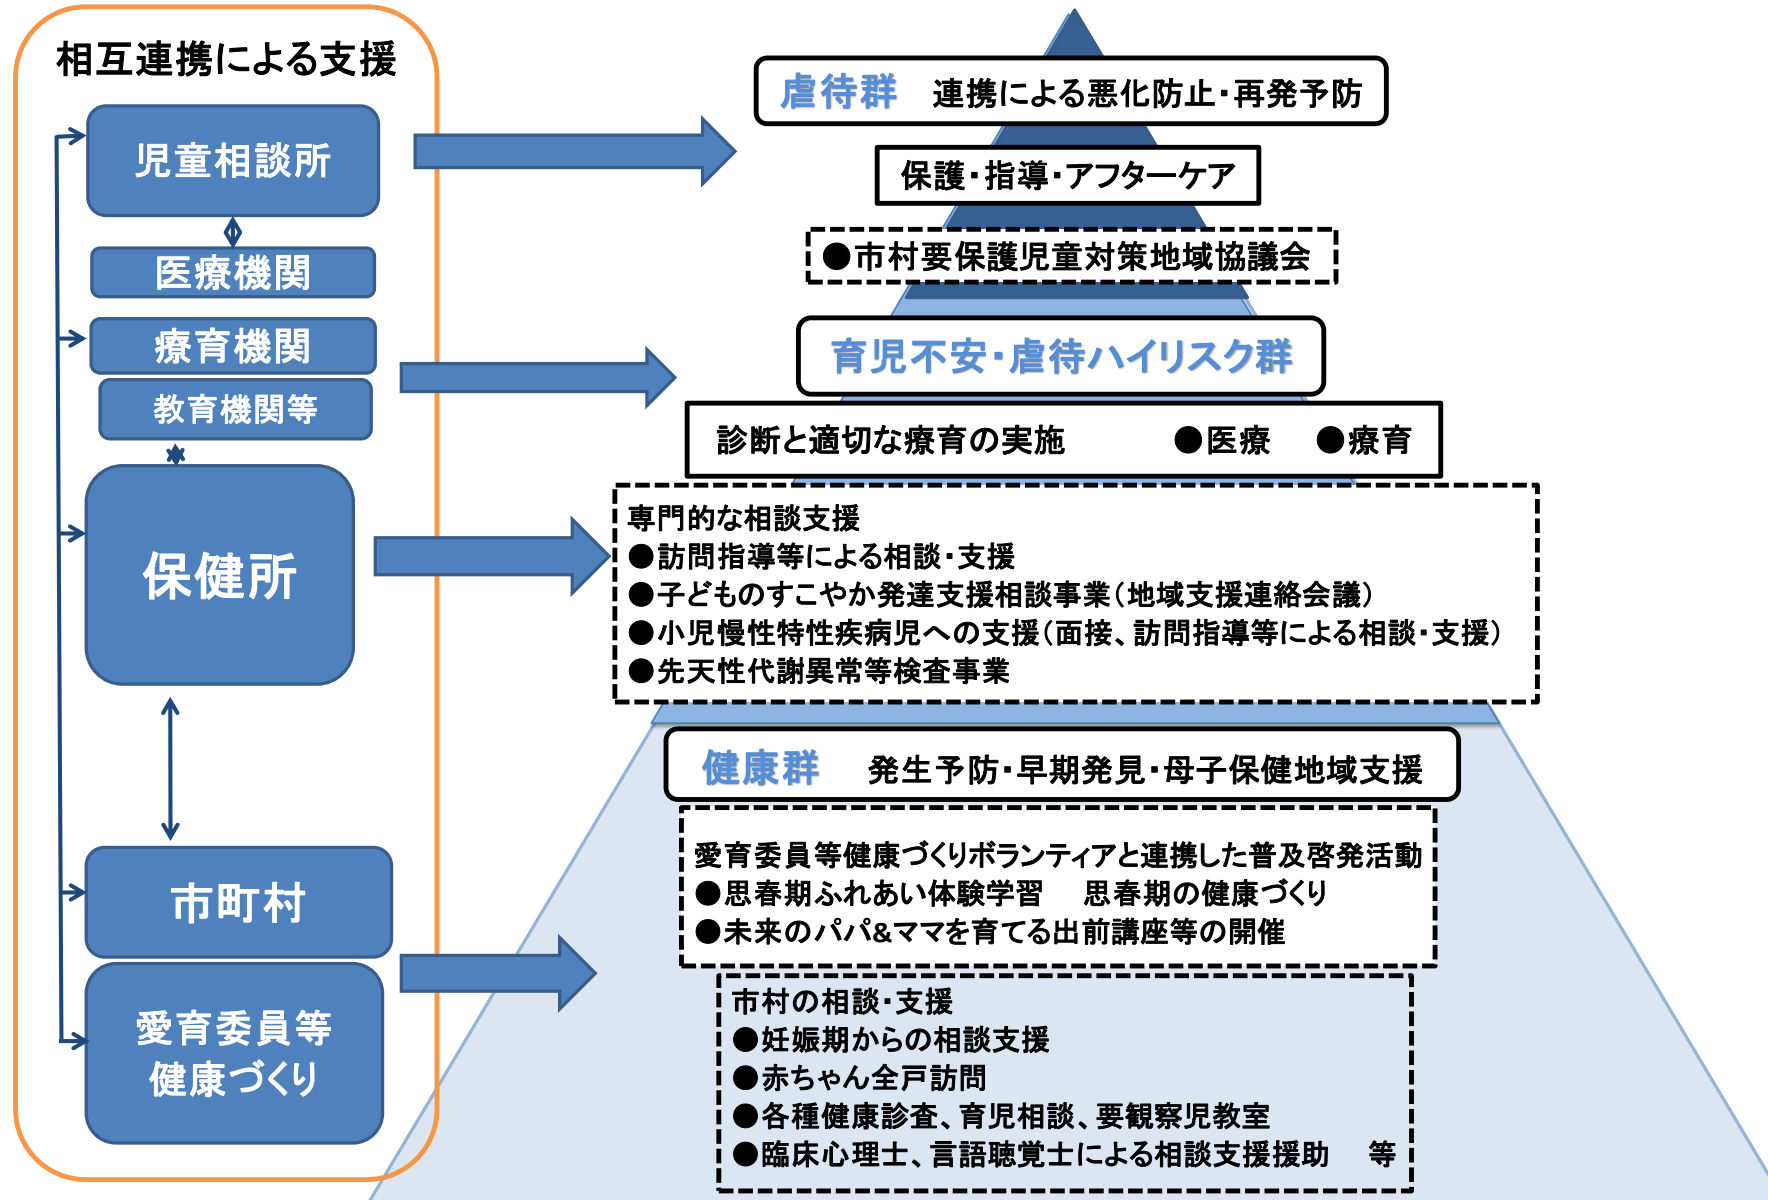 相互連携による支援
児童相談所
医療機関
療育機関
教育機関等
保健所
市町村
愛育委員等
健康づくり
虐待群 連携による悪化防止・再発予防
保護・指導・アフターケア
●市村要保護児童対策地域協議会
育児不安・虐待ハイリスク群
診断と適切な療育の実施 ●医療 ●療育
専門的な相談支援
●訪問指導等による相談・支援
●子どものすこやか発達支援相談事業(地域支援連絡会議)
●小児慢性特性疾病児への支援(面接、訪問指導等による相談・支援)
●先天性代謝異常等検査事業
健康群 発生予防・早期発見・母子保健地域支援
愛育委員等健康づくりボランティアと連携した普及啓発活動
●思春期ふれあい体験学習 思春期の健康づくり
●未来のパパ&ママを育てる出前講座等の開催
市村の相談・支援
●妊娠期からの相談支援
●赤ちゃん全戸訪問
●各種健康診査、育児相談、要観察児教室
●臨床心理士、言語聴覚士による相談支援援助 等